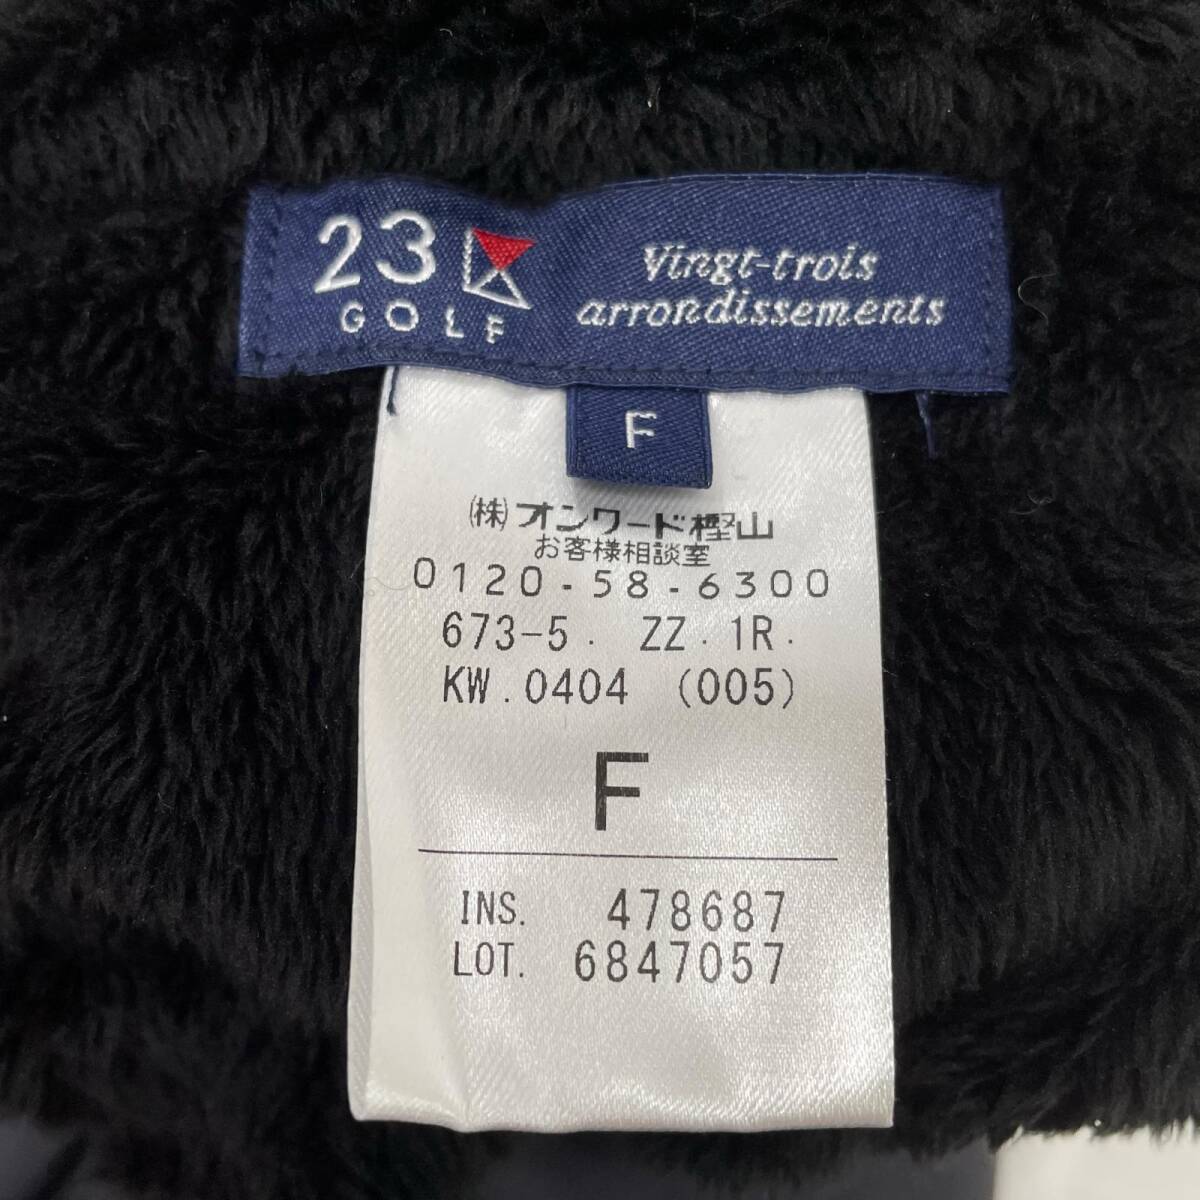 23
GOLF
Vingt-trois
arrondissements
F
㈱オンワード樫山
お客様相談室
0120-58-6300
673-5. ZZ.1R.
KW.0404 (005)
F
INS. 478687
LOT. 6847057